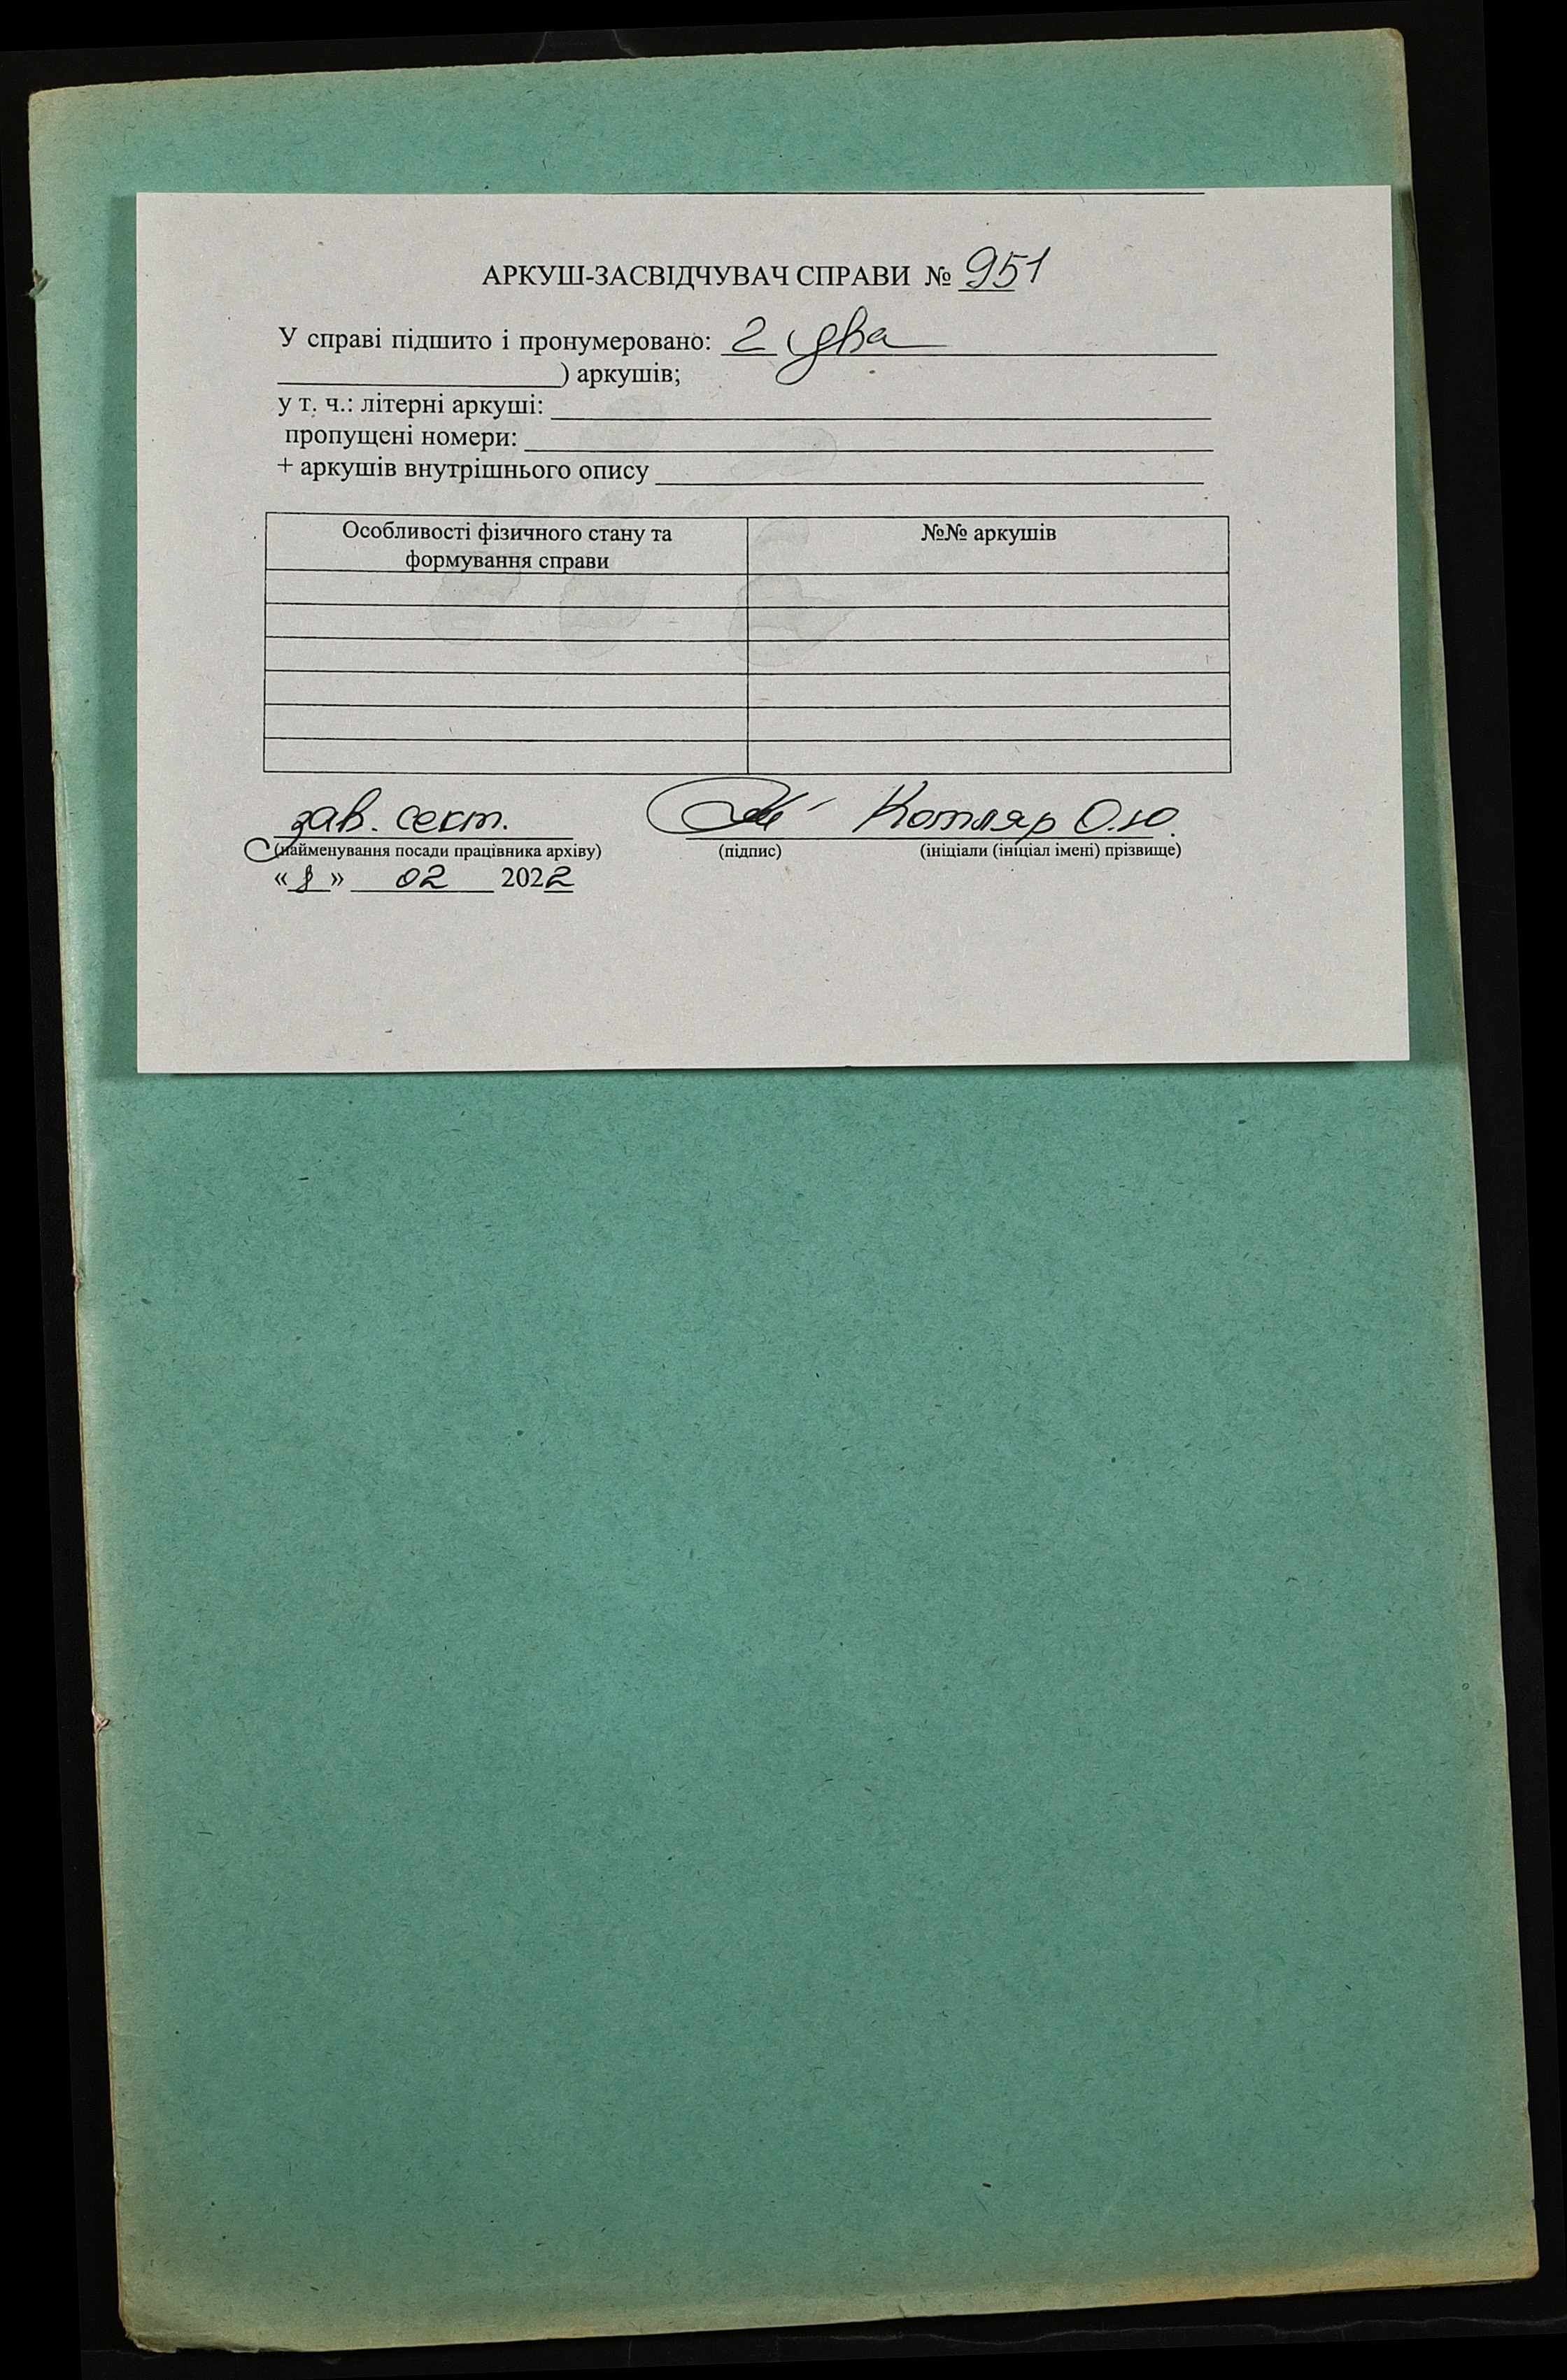 АРКУШ-ЗАСВІДЧУВАЧ СПРАВИ № 951
У справі підшито і пронумеровано: 2 (два
) аркушів;
у т. ч.: літерні аркуші:
пропущені номери:
+ аркушів внутрішнього опису
Особливості фізичного стану та формування справи
№№ аркушів
зав. сект. Котляр О.Ю.
(найменування посади працівника архіву) (підпис) (ініціали (ініціал імені) прізвище)
«8» 02 2022